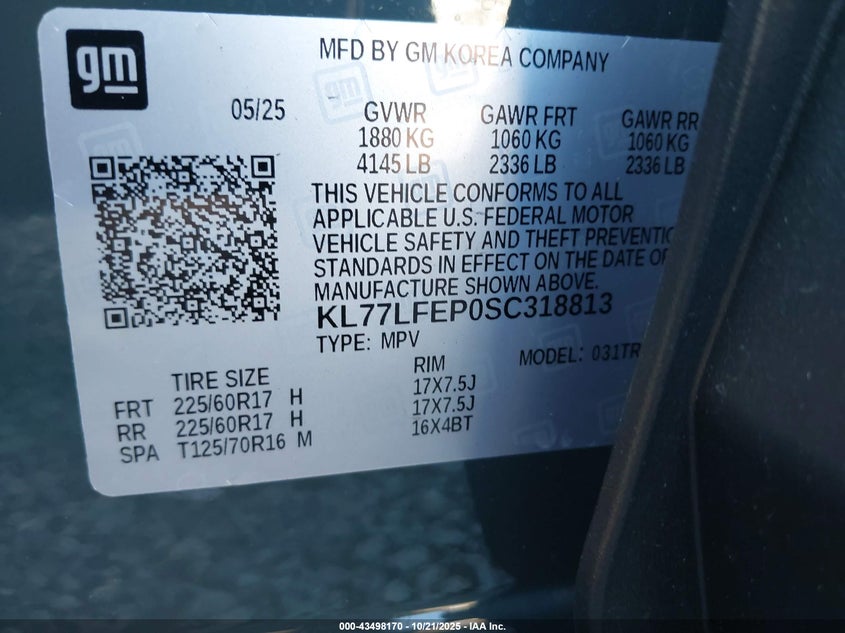 gm
MFD BY GM KOREA COMPANY
05/25
GVWR GAWR FRT GAWR RR
1880 KG 1060 KG 1060 KG
4145 LB 2336 LB 2336 LB
THIS VEHICLE CONFORMS TO ALL
APPLICABLE U.S. FEDERAL MOTOR
VEHICLE SAFETY AND THEFT PREVENTIO
STANDARDS IN EFFECT ON THE DATE OF
MANUFACTURE SHOWN ABOVE.
KL77LFEP0SC318813
TYPE: MPV MODEL: 031TR
TIRE SIZE RIM
FRT 225/60R17 H 17X7.5J
RR 225/60R17 H 17X7.5J
SPA T125/70R16 M 16X4BT
000-43498170 - 10/21/2025 - IAA Inc.